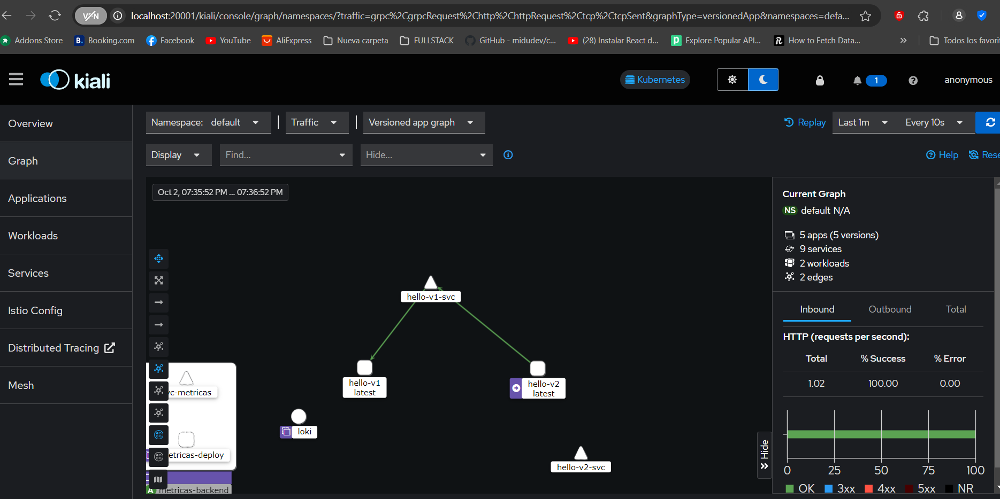 VPN
localhost:20001/kiali/console/graph/namespaces/?traffic=grpc%2CgrpcRequest%2Chttp%2ChttpRequest%2Ctcp%2CtcpSent&graphType=versionedApp&namespaces=defa...
Addons Store
B.
Booking.com
Facebook
YouTube
AliExpress
Nueva carpeta
FULLSTACK
GitHub - midudev/c...
(28) Instalar React d...
Explore Popular API...
How to Fetch Data...
»
Todos los favorit
kiali
Kubernetes
1
anonymous
Overview
Graph
Applications
Workloads
Services
Istio Config
Distributed Tracing
Mesh
Namespace: default
Traffic
Versioned app graph
Replay
Last 1m
Every 10s
Display
Find...
Hide...
Help
Rese
Oct 2, 07:35:52 PM ... 07:36:52 PM
hello-v1-svc
hello-v1
latest
hello-v2
latest
vc-metricas
loki
etricas-deploy
hello-v2-svc
A metricas-backend
Hide
Current Graph
NS default N/A
5 apps (5 versions)
9 services
2 workloads
2 edges
Inbound Outbound Total
HTTP (requests per second):
Total % Success % Error
1.02 100.00 0.00
0 25 50 75 100
OK 3xx 4xx 5xx NR